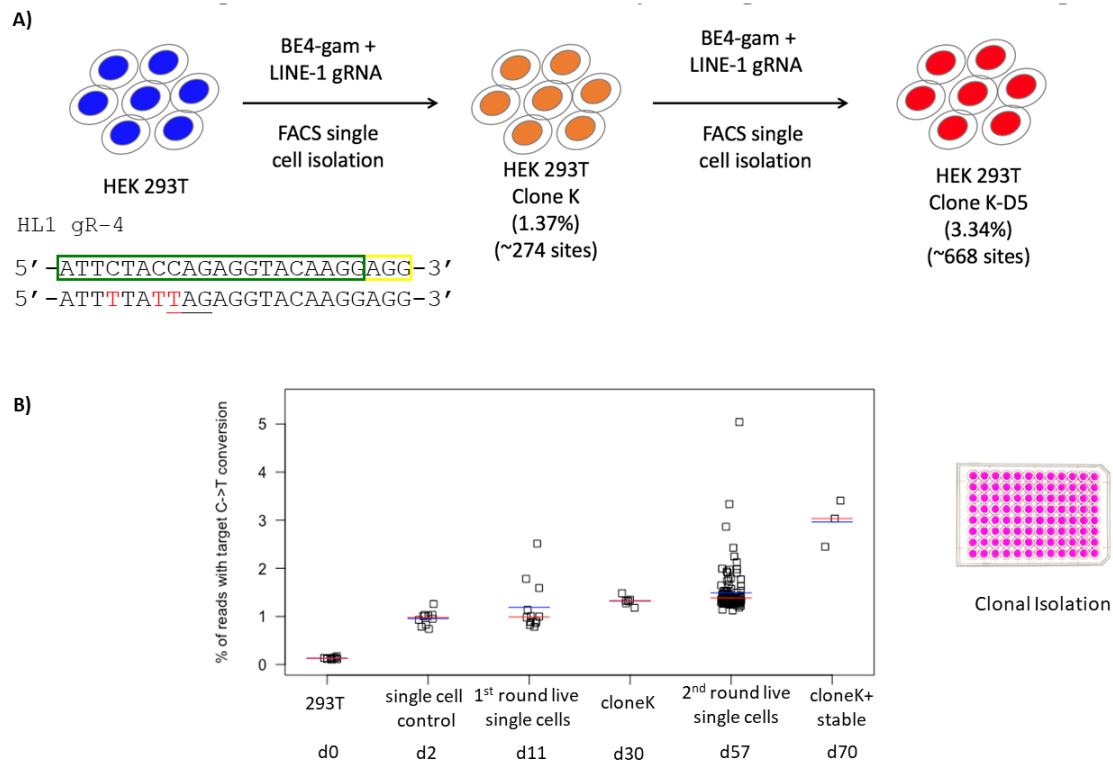 A)
BE4-gam +
LINE-1 gRNA
FACS single
cell isolation
BE4-gam +
LINE-1 gRNA
FACS single
cell isolation
HEK 293T
HEK 293T
Clone K
(1.37%)
(~274 sites)
HEK 293T
Clone K-D5
(3.34%)
(~668 sites)
HL1 gR-4
5′-ATTCTACCAGAGGTACAAGGAGG-3′
5′-ATTTTATTAGAGGTACAAGGAGG-3′
B)
% of reads with target C->T conversion
5
4
3
2
1
0
293T
single cell
control
1st round live
single cells
cloneK
2nd round live
single cells
cloneK+
stable
d0
d2
d11
d30
d57
d70
Clonal Isolation